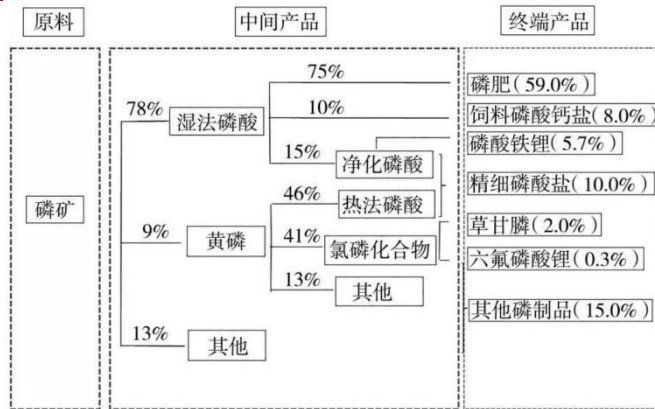 原料
中间产品
终端产品
磷矿
78%
湿法磷酸
75%
10%
15%
净化磷酸
9%
黄磷
46%
热法磷酸
41%
氯磷化合物
13%
其他
13%
其他
磷肥(59.0%)
饲料磷酸钙盐(8.0%)
磷酸铁锂(5.7%)
精细磷酸盐(10.0%)
草甘膦(2.0%)
六氟磷酸锂(0.3%)
其他磷制品(15.0%)